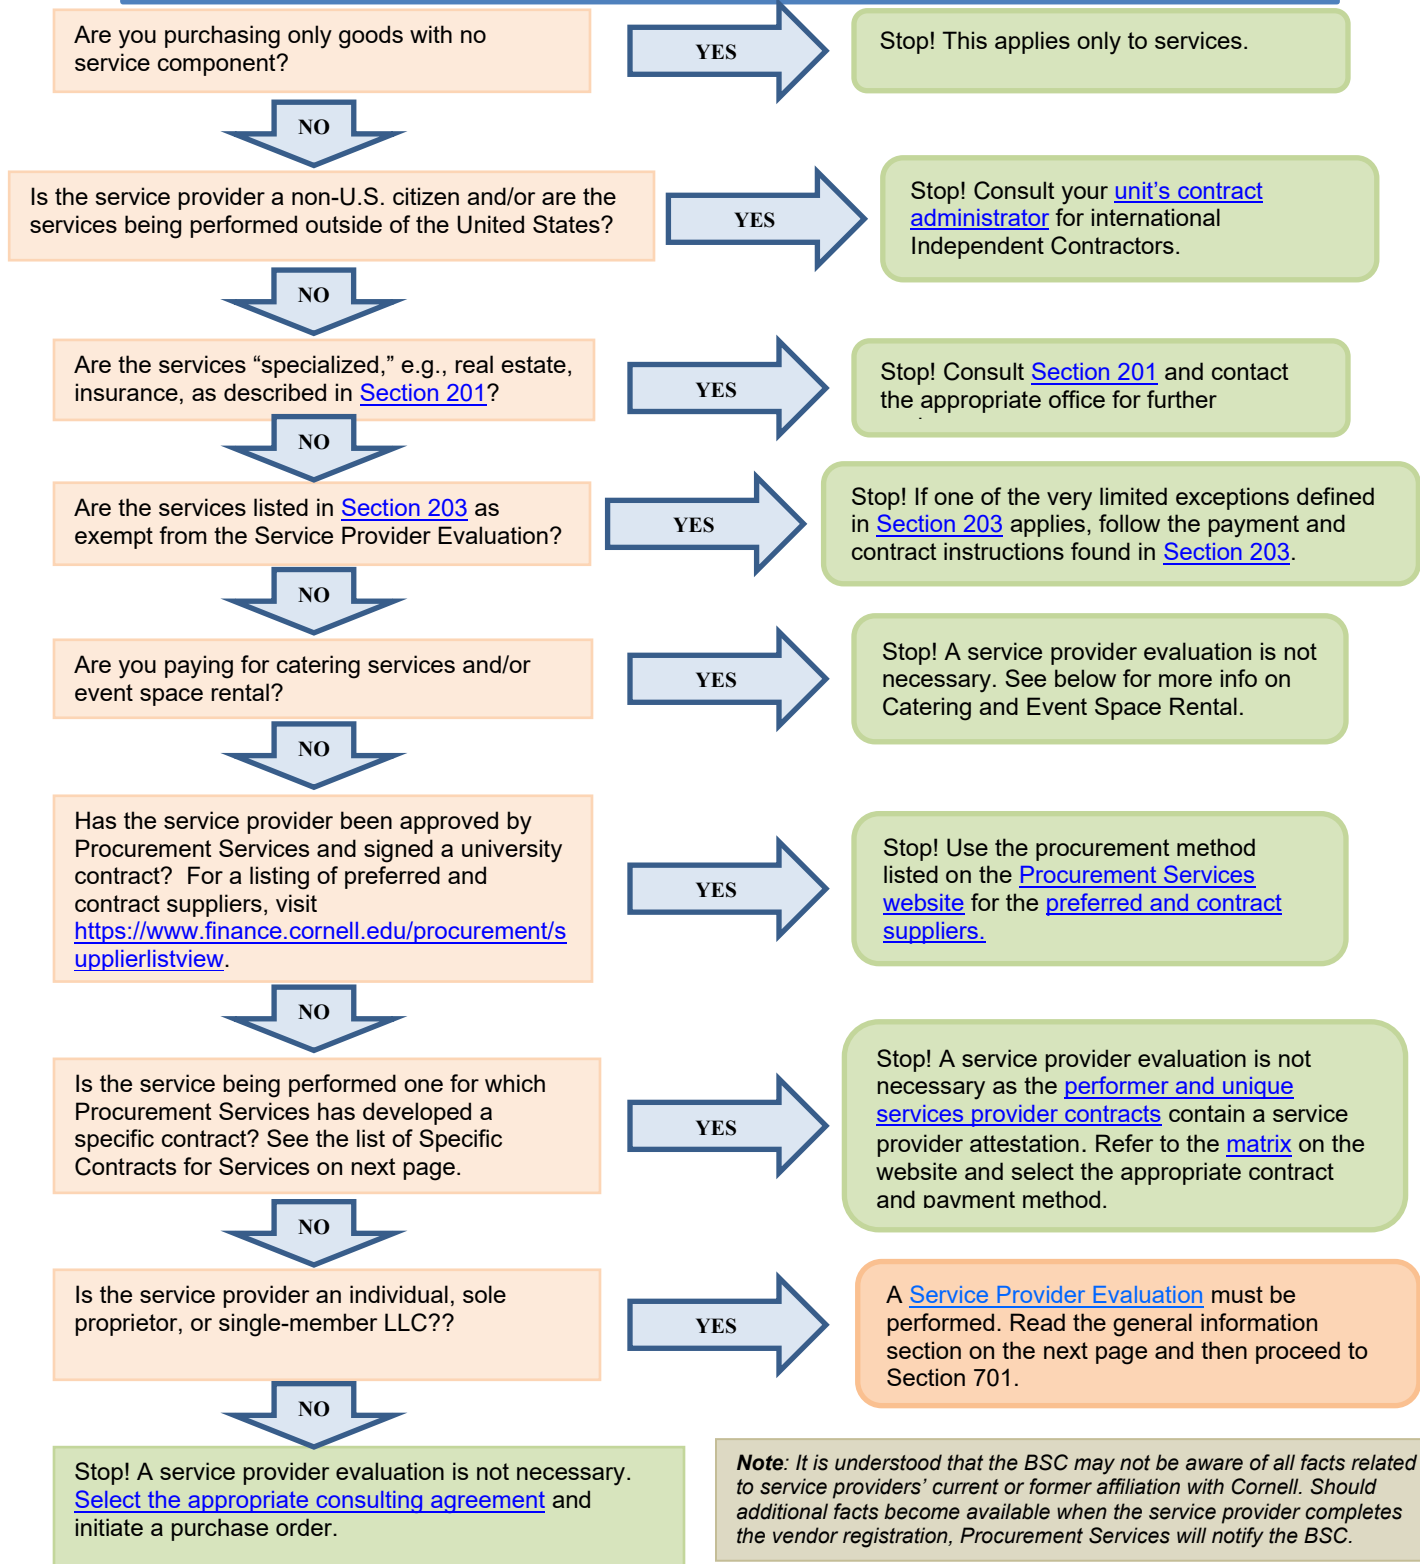 Are you purchasing only goods with no
service component?
YES
Stop! This applies only to services.
NO
Is the service provider a non-U.S. citizen and/or are the
services being performed outside of the United States?
YES
Stop! Consult your unit's contract
administrator for international
Independent Contractors.
NO
Are the services “specialized,” e.g., real estate,
insurance, as described in Section 201?
YES
Stop! Consult Section 201 and contact
the appropriate office for further
NO
Are the services listed in Section 203 as
exempt from the Service Provider Evaluation?
YES
Stop! If one of the very limited exceptions defined
in Section 203 applies, follow the payment and
contract instructions found in Section 203.
NO
Are you paying for catering services and/or
event space rental?
YES
Stop! A service provider evaluation is not
necessary. See below for more info on
Catering and Event Space Rental.
NO
Has the service provider been approved by
Procurement Services and signed a university
contract?  For a listing of preferred and
contract suppliers, visit
https://www.finance.cornell.edu/procurement/s
upplierlistview.
YES
Stop! Use the procurement method
listed on the Procurement Services
website for the preferred and contract
suppliers.
NO
Is the service being performed one for which
Procurement Services has developed a
specific contract? See the list of Specific
Contracts for Services on next page.
YES
Stop! A service provider evaluation is not
necessary as the performer and unique
services provider contracts contain a service
provider attestation. Refer to the matrix on the
website and select the appropriate contract
and payment method.
NO
Is the service provider an individual, sole
proprietor, or single-member LLC??
YES
A Service Provider Evaluation must be
performed. Read the general information
section on the next page and then proceed to
Section 701.
NO
Stop! A service provider evaluation is not necessary.
Select the appropriate consulting agreement and
initiate a purchase order.
Note: It is understood that the BSC may not be aware of all facts related
to service providers' current or former affiliation with Cornell. Should
additional facts become available when the service provider completes
the vendor registration, Procurement Services will notify the BSC.